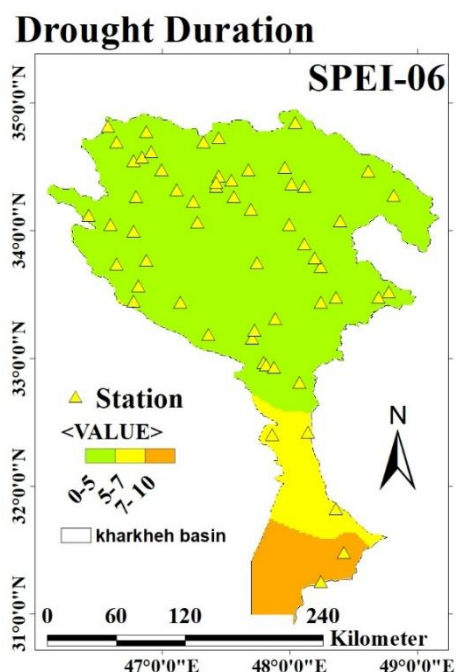 Drought Duration
SPEI-06
35°0'0"N
34°0'0"N
33°0'0"N
32°0'0"N
31°0'0"N
Station
<VALUE>
0-5
5-7
7- 10
kharkheh basin
N
0 60 120 240
Kilometer
47°0'0"E 48°0'0"E 49°0'0"E